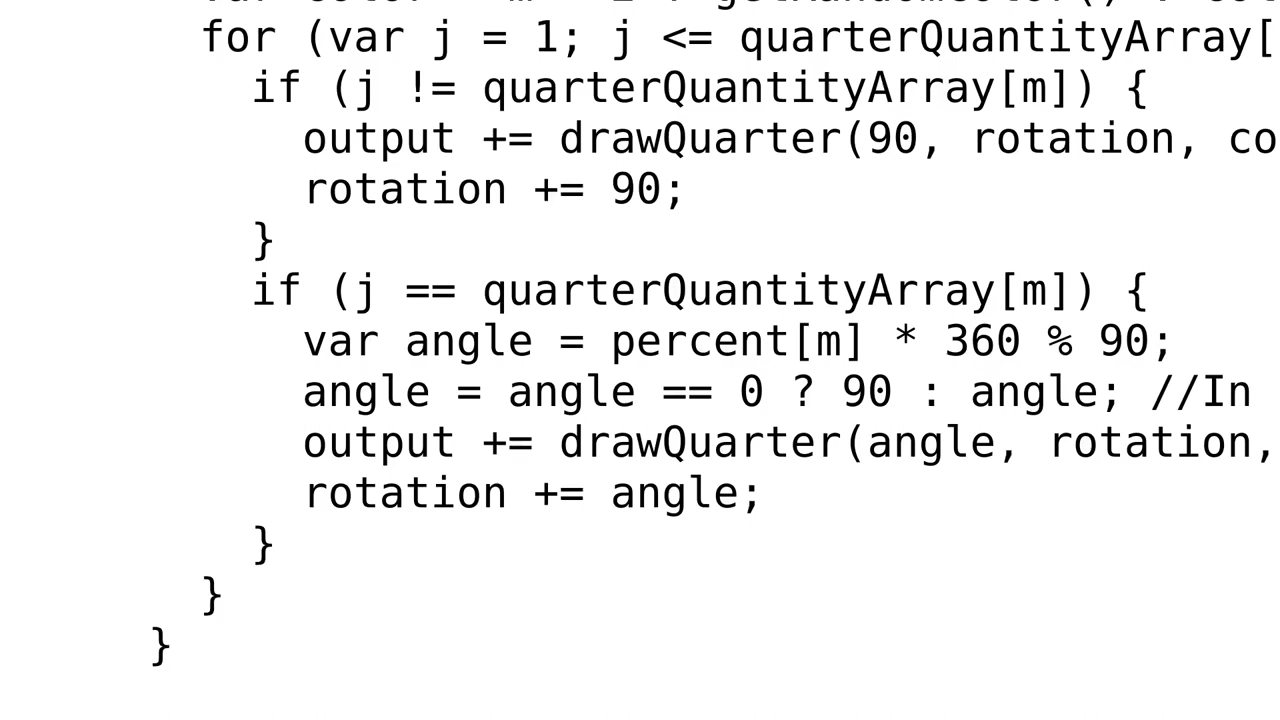 for (var j = 1; j <= quarterQuantityArray[
if (j != quarterQuantityArray[m]) {
output += drawQuarter(90, rotation, co
rotation += 90;
}
if (j == quarterQuantityArray[m]) {
var angle = percent[m] * 360 % 90;
angle = angle == 0 ? 90 : angle; //In
output += drawQuarter(angle, rotation,
rotation += angle;
}
}
}